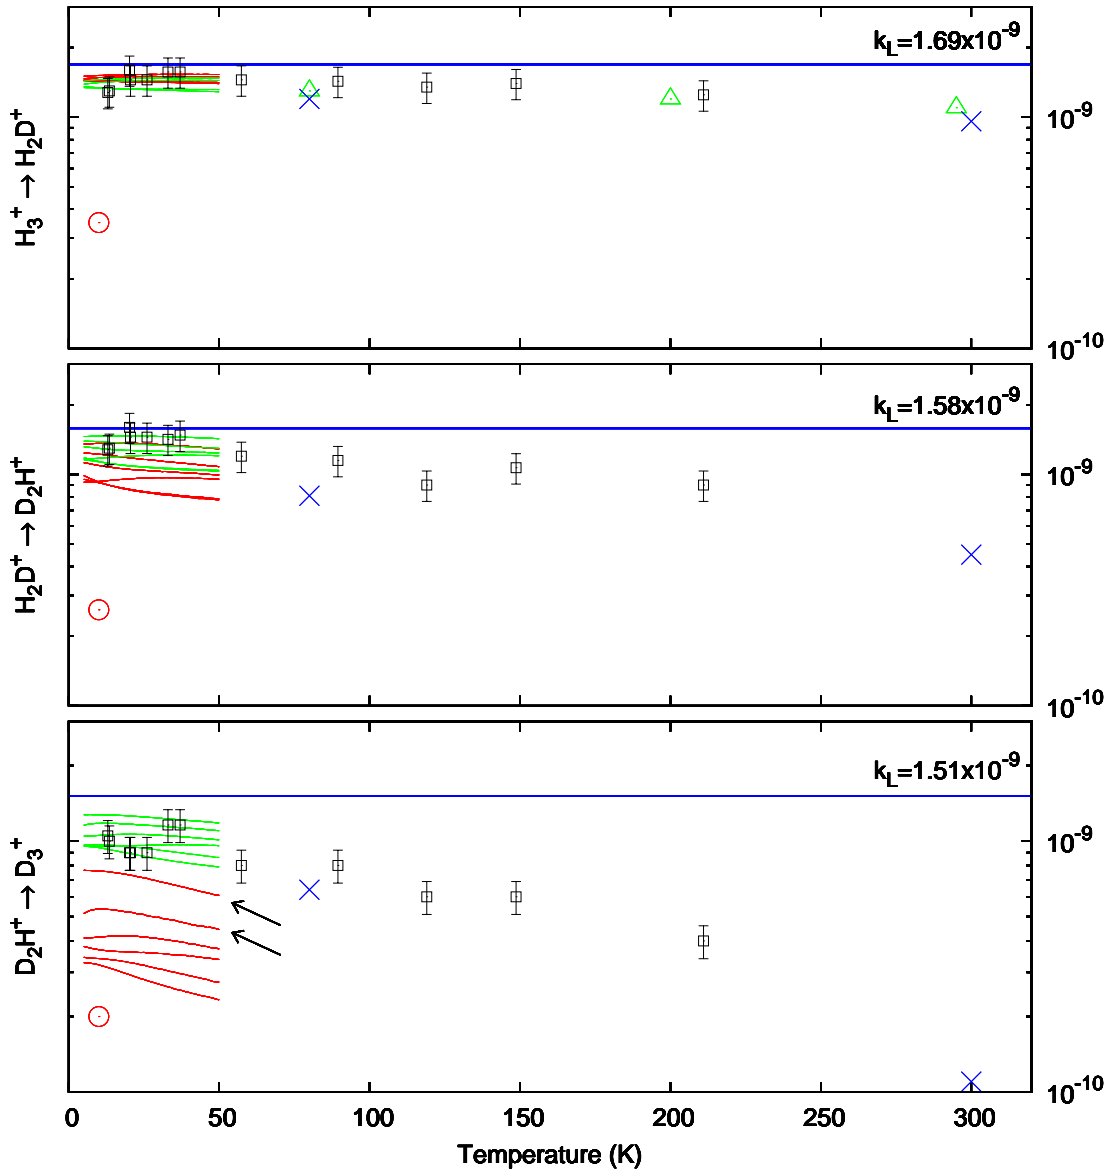 k_L=1.69x10^-9
10^-9
H_3^+ → H_2D^+
10^-10
k_L=1.58x10^-9
10^-9
H_2D^+ → D_2H^+
10^-10
k_L=1.51x10^-9
10^-9
D_2H^+ → D_3^+
10^-10
0 50 100 150 200 250 300
Temperature (K)